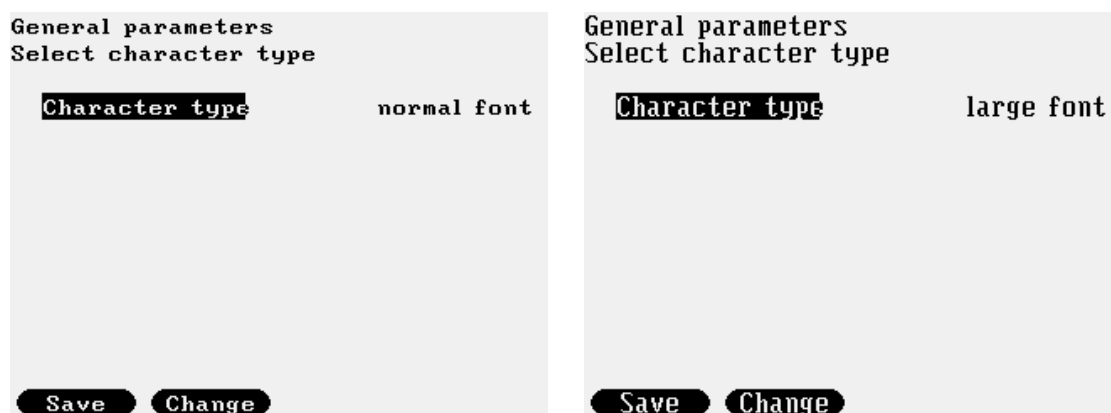 General parameters
Select character type
Character type normal font
Save Change
General parameters
Select character type
Character type large font
Save Change